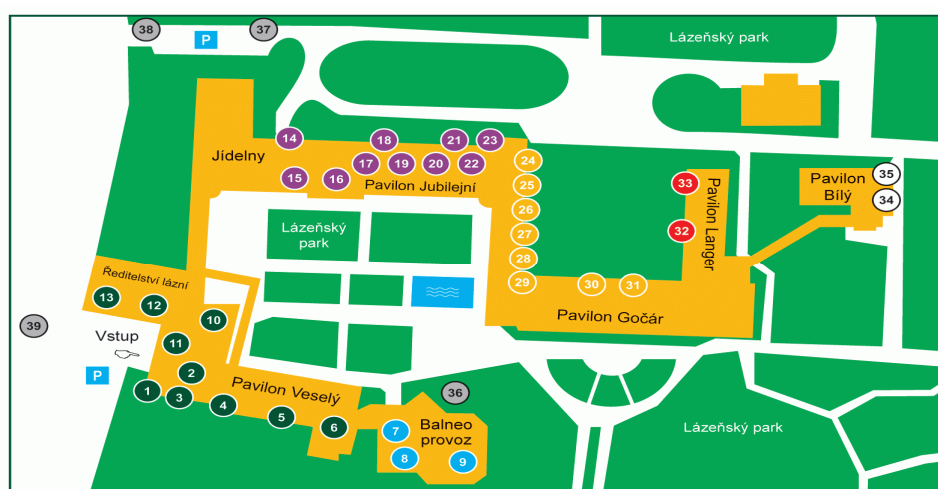 38
37
P
Lázeňský park
14
18
21
23
Jídelny
17
19
20
22
24
15
16
Pavilon Jubilejní
25
33
Pavilon Langer
Pavilon
Bílý
35
34
26
Lázeňský
park
27
32
28
Ředitelství lázní
29
30
31
13
12
10
Pavilon Gočár
39
Vstup
11
P
2
1
3
Pavilon Veselý
4
5
6
36
7
Balneo
provoz
8
9
Lázeňský park